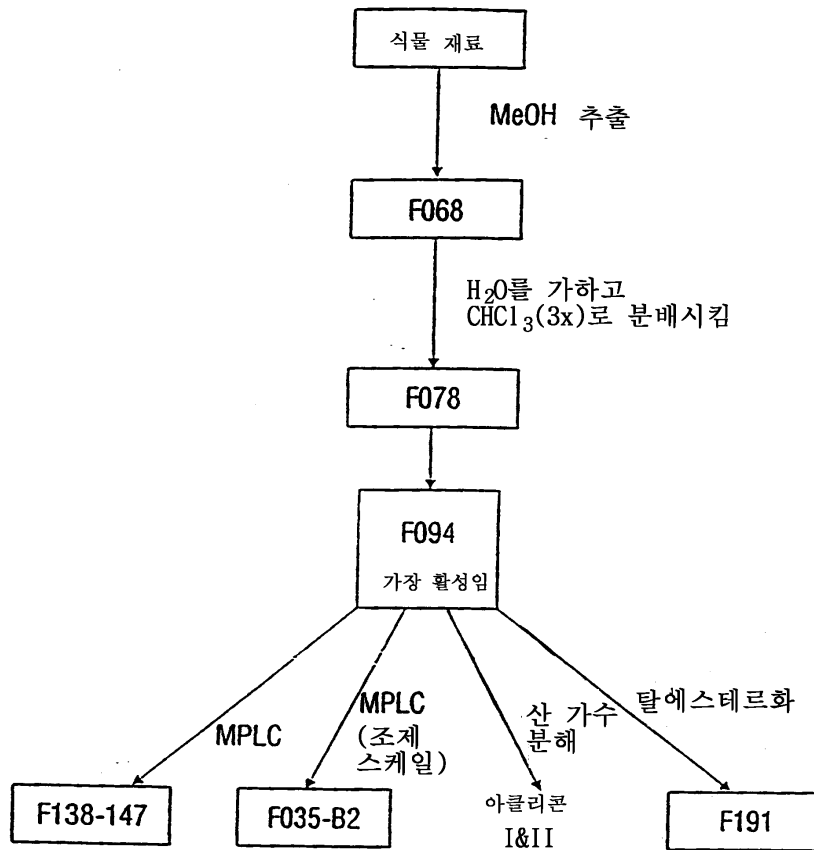 식물 재료
MeOH 추출
F068
H₂O를 가하고
CHCl₃(3x)로 분배시킴
F078
F094
가장 활성임
MPLC
MPLC
(조제
스케일)
산 가수
분해
탈에스테르화
F138-147
F035-B2
아클리콘
I&II
F191